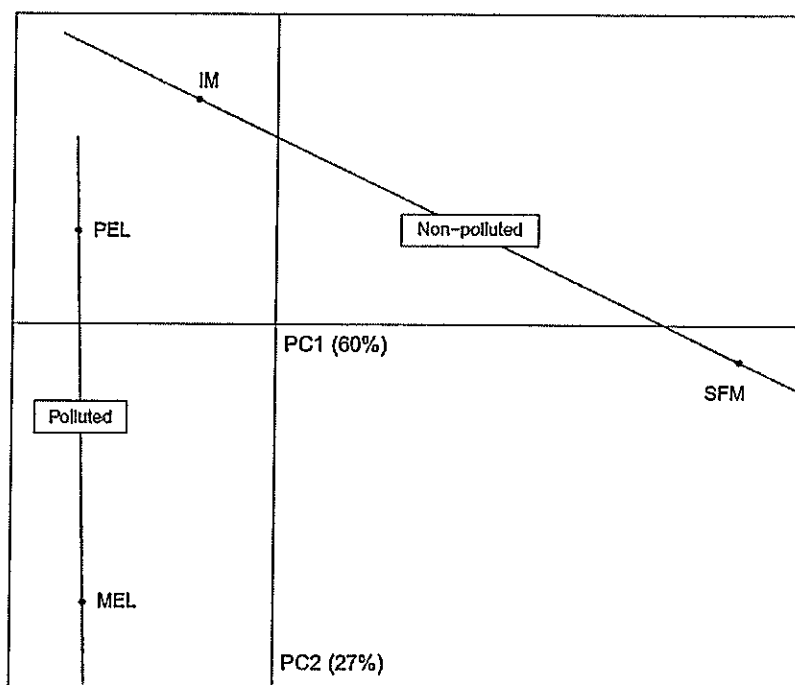 IM
PEL
Non-polluted
PC1 (60%)
SFM
Polluted
MEL
PC2 (27%)